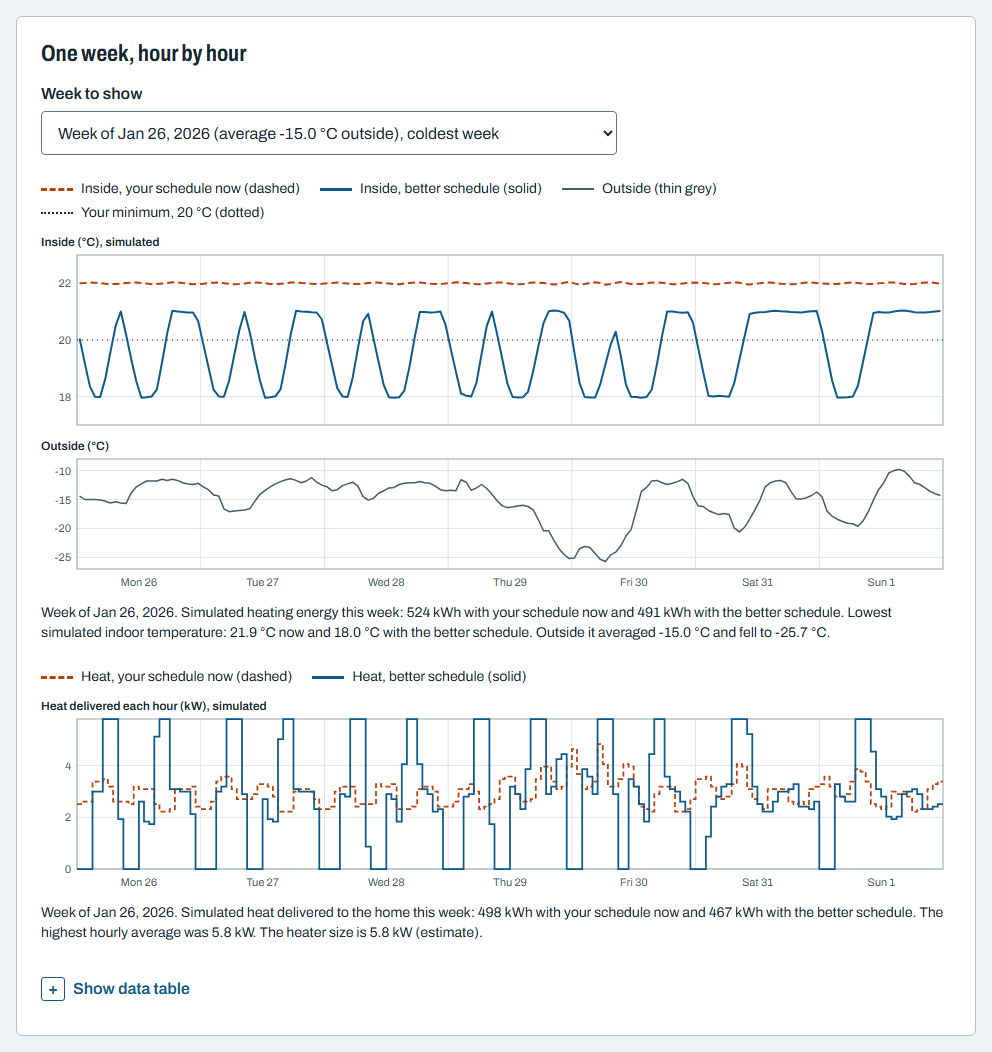 One week, hour by hour
Week to show
Week of Jan 26, 2026 (average -15.0 °C outside), coldest week
Inside, your schedule now (dashed)
Inside, better schedule (solid)
Outside (thin grey)
Your minimum, 20 °C (dotted)
Inside (°C), simulated
22
20
18
Outside (°C)
-10
-15
-20
-25
Mon 26
Tue 27
Wed 28
Thu 29
Fri 30
Sat 31
Sun 1
Week of Jan 26, 2026. Simulated heating energy this week: 524 kWh with your schedule now and 491 kWh with the better schedule. Lowest
simulated indoor temperature: 21.9 °C now and 18.0 °C with the better schedule. Outside it averaged -15.0 °C and fell to -25.7 °C.
Heat, your schedule now (dashed)
Heat, better schedule (solid)
Heat delivered each hour (kW), simulated
4
2
0
Mon 26
Tue 27
Wed 28
Thu 29
Fri 30
Sat 31
Sun 1
Week of Jan 26, 2026. Simulated heat delivered to the home this week: 498 kWh with your schedule now and 467 kWh with the better schedule. The
highest hourly average was 5.8 kW. The heater size is 5.8 kW (estimate).
+ Show data table